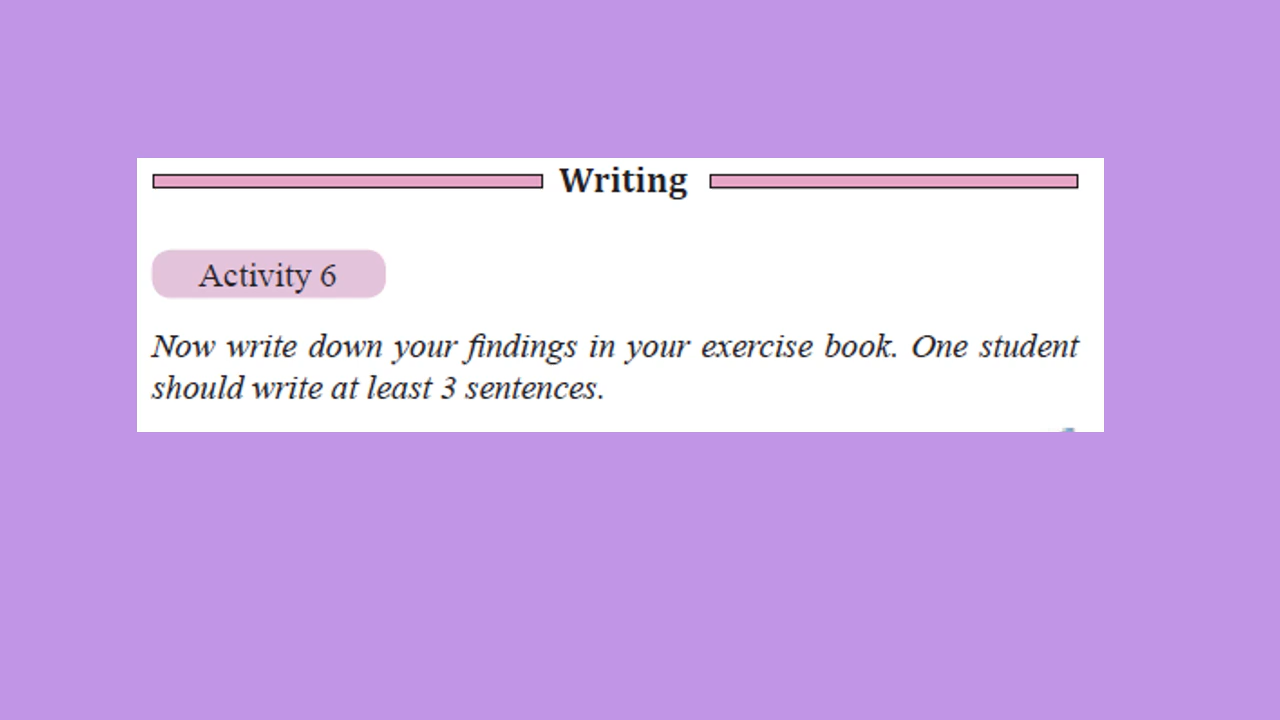 Writing
Activity 6
Now write down your findings in your exercise book. One student
should write at least 3 sentences.